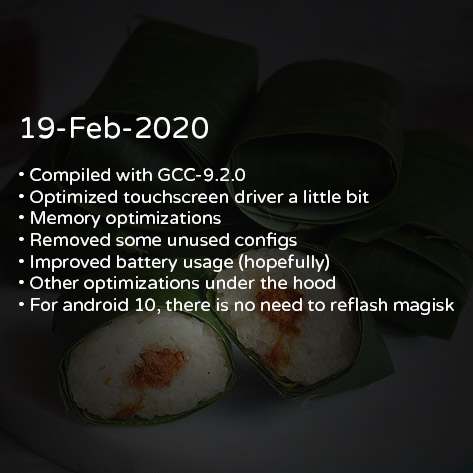 19-Feb-2020
• Compiled with GCC-9.2.0
• Optimized touchscreen driver a little bit
• Memory optimizations
• Removed some unused configs
• Improved battery usage (hopefully)
• Other optimizations under the hood
• For android 10, there is no need to reflash magisk